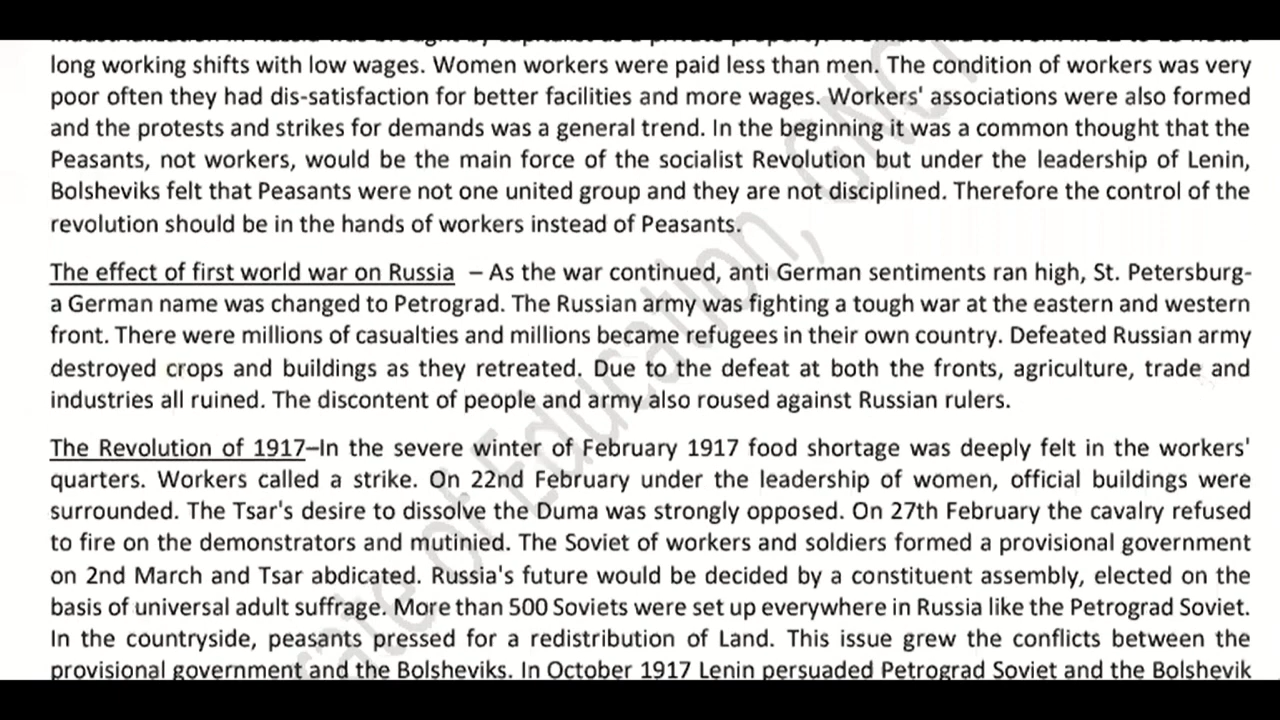 long working shifts with low wages. Women workers were paid less than men. The condition of workers was very
poor often they had dis-satisfaction for better facilities and more wages. Workers' associations were also formed
and the protests and strikes for demands was a general trend. In the beginning it was a common thought that the
Peasants, not workers, would be the main force of the socialist Revolution but under the leadership of Lenin,
Bolsheviks felt that Peasants were not one united group and they are not disciplined. Therefore the control of the
revolution should be in the hands of workers instead of Peasants.
The effect of first world war on Russia – As the war continued, anti German sentiments ran high, St. Petersburg-
a German name was changed to Petrograd. The Russian army was fighting a tough war at the eastern and western
front. There were millions of casualties and millions became refugees in their own country. Defeated Russian army
destroyed crops and buildings as they retreated. Due to the defeat at both the fronts, agriculture, trade and
industries all ruined. The discontent of people and army also roused against Russian rulers.
The Revolution of 1917–In the severe winter of February 1917 food shortage was deeply felt in the workers'
quarters. Workers called a strike. On 22nd February under the leadership of women, official buildings were
surrounded. The Tsar's desire to dissolve the Duma was strongly opposed. On 27th February the cavalry refused
to fire on the demonstrators and mutinied. The Soviet of workers and soldiers formed a provisional government
on 2nd March and Tsar abdicated. Russia's future would be decided by a constituent assembly, elected on the
basis of universal adult suffrage. More than 500 Soviets were set up everywhere in Russia like the Petrograd Soviet.
In the countryside, peasants pressed for a redistribution of Land. This issue grew the conflicts between the
provisional government and the Bolsheviks. In October 1917 Lenin persuaded Petrograd Soviet and the Bolshevik
of Education, GNCT